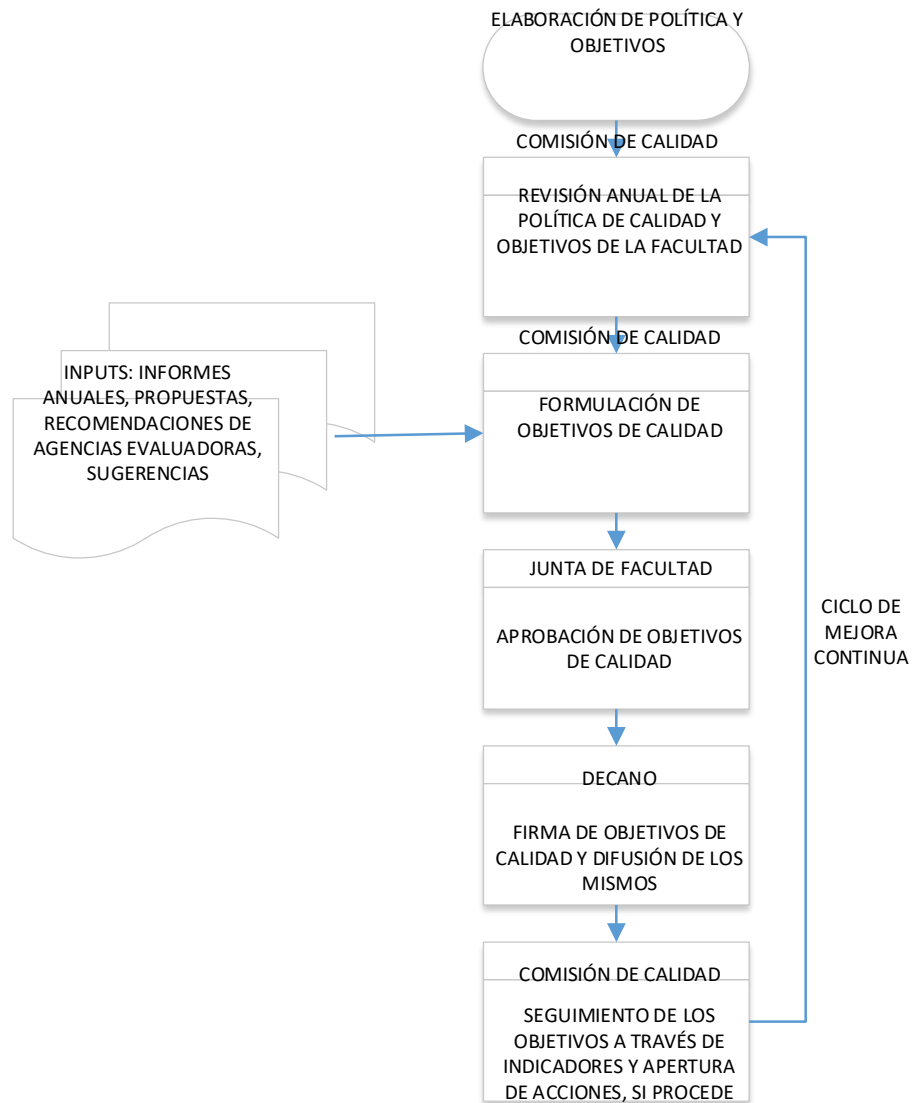 ELABORACIÓN DE POLÍTICA Y
OBJETIVOS
COMISIÓN DE CALIDAD
REVISIÓN ANUAL DE LA
POLÍTICA DE CALIDAD Y
OBJETIVOS DE LA FACULTAD
COMISIÓN DE CALIDAD
FORMULACIÓN DE
OBJETIVOS DE CALIDAD
INPUTS: INFORMES
ANUALES, PROPUESTAS,
RECOMENDACIONES DE
AGENCIAS EVALUADORAS,
SUGERENCIAS
JUNTA DE FACULTAD
APROBACIÓN DE OBJETIVOS
DE CALIDAD
CICLO DE
MEJORA
CONTINUA
DECANO
FIRMA DE OBJETIVOS DE
CALIDAD Y DIFUSIÓN DE LOS
MISMOS
COMISIÓN DE CALIDAD
SEGUIMIENTO DE LOS
OBJETIVOS A TRAVÉS DE
INDICADORES Y APERTURA
DE ACCIONES, SI PROCEDE